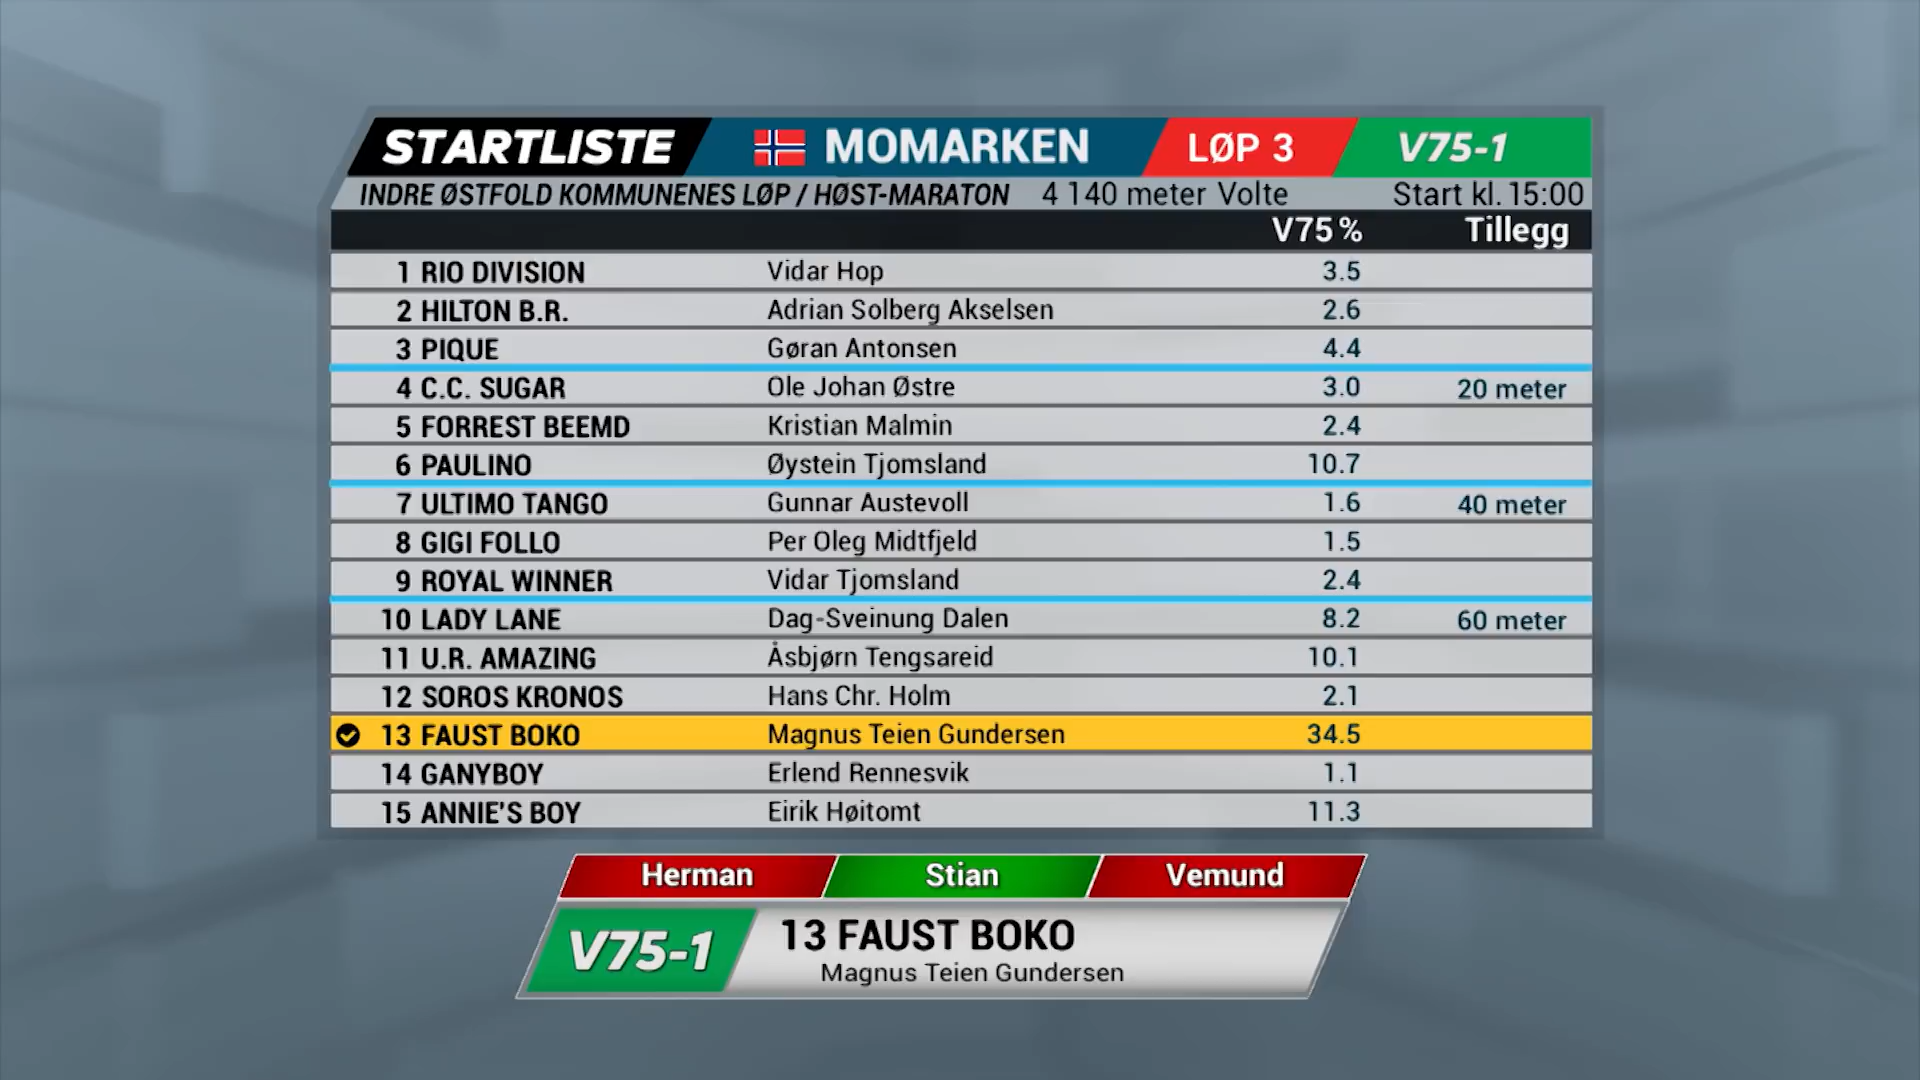 STARTLISTE MOMARKEN LØP 3 V75-1
INDRE ØSTFOLD KOMMUNENES LØP / HØST-MARATON 4 140 meter Volte Start kl. 15:00
V75 % Tillegg
1 RIO DIVISION Vidar Hop 3.5
2 HILTON B.R. Adrian Solberg Akselsen 2.6
3 PIQUE Gøran Antonsen 4.4
4 C.C. SUGAR Ole Johan Østre 3.0 20 meter
5 FORREST BEEMD Kristian Malmin 2.4
6 PAULINO Øystein Tjomsland 10.7
7 ULTIMO TANGO Gunnar Austevoll 1.6 40 meter
8 GIGI FOLLO Per Oleg Midtfjeld 1.5
9 ROYAL WINNER Vidar Tjomsland 2.4
10 LADY LANE Dag-Sveinung Dalen 8.2 60 meter
11 U.R. AMAZING Åsbjørn Tengsareid 10.1
12 SOROS KRONOS Hans Chr. Holm 2.1
13 FAUST BOKO Magnus Teien Gundersen 34.5
14 GANYBOY Erlend Rennesvik 1.1
15 ANNIE'S BOY Eirik Høitomt 11.3
Herman Stian Vemund
V75-1 13 FAUST BOKO
Magnus Teien Gundersen